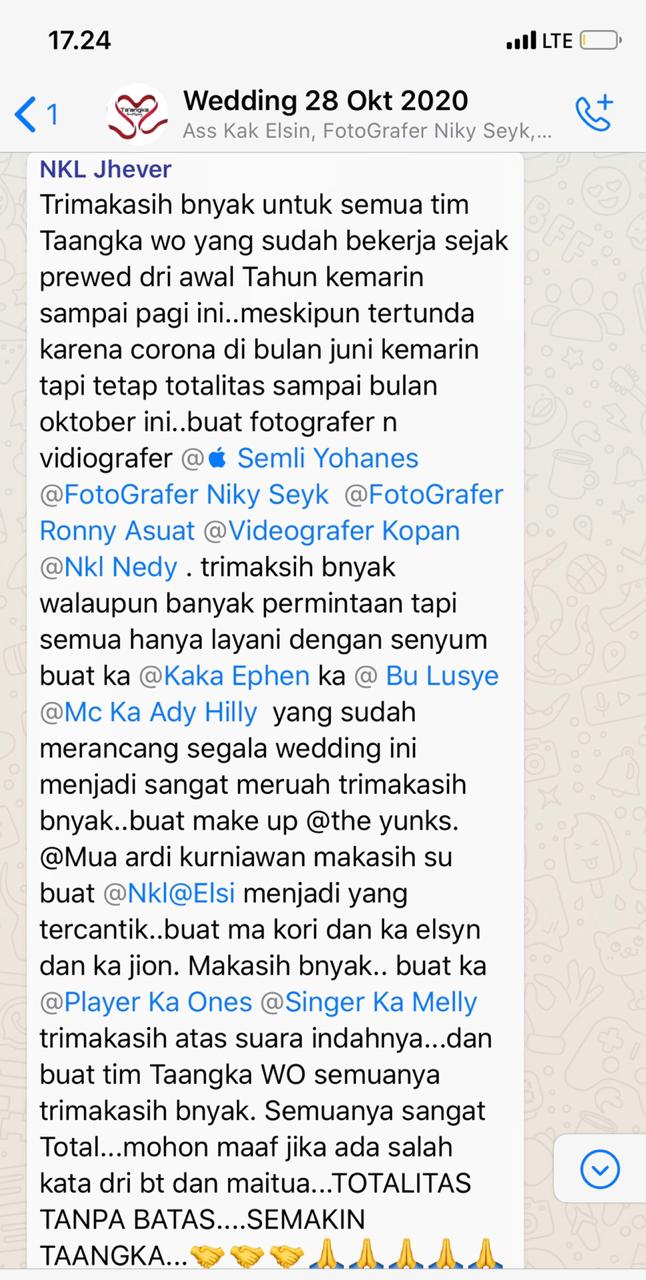 17.24
LTE
1
Taangka
Wedding 28 Okt 2020
Ass Kak Elsin, FotoGrafer Niky Seyk,...
NKL Jhever
Trimakasih bnyak untuk semua tim
Taangka wo yang sudah bekerja sejak
prewed dri awal Tahun kemarin
sampai pagi ini..meskipun tertunda
karena corona di bulan juni kemarin
tapi tetap totalitas sampai bulan
oktober ini..buat fotografer n
vidiografer @ Semli Yohanes
@FotoGrafer Niky Seyk @FotoGrafer
Ronny Asuat @Videografer Kopan
@Nkl Nedy . trimaksih bnyak
walaupun banyak permintaan tapi
semua hanya layani dengan senyum
buat ka @Kaka Ephen ka @ Bu Lusye
@Mc Ka Ady Hilly yang sudah
merancang segala wedding ini
menjadi sangat meruah trimakasih
bnyak..buat make up @the yunks.
@Mua ardi kurniawan makasih su
buat @Nkl@Elsi menjadi yang
tercantik..buat ma kori dan ka elsyn
dan ka jion. Makasih bnyak.. buat ka
@Player Ka Ones @Singer Ka Melly
trimakasih atas suara indahnya...dan
buat tim Taangka WO semuanya
trimakasih bnyak. Semuanya sangat
Total...mohon maaf jika ada salah
kata dri bt dan maitua...TOTALITAS
TANPA BATAS....SEMAKIN
TAANGKA...🤝🤝🤝🙏🙏🙏🙏🙏